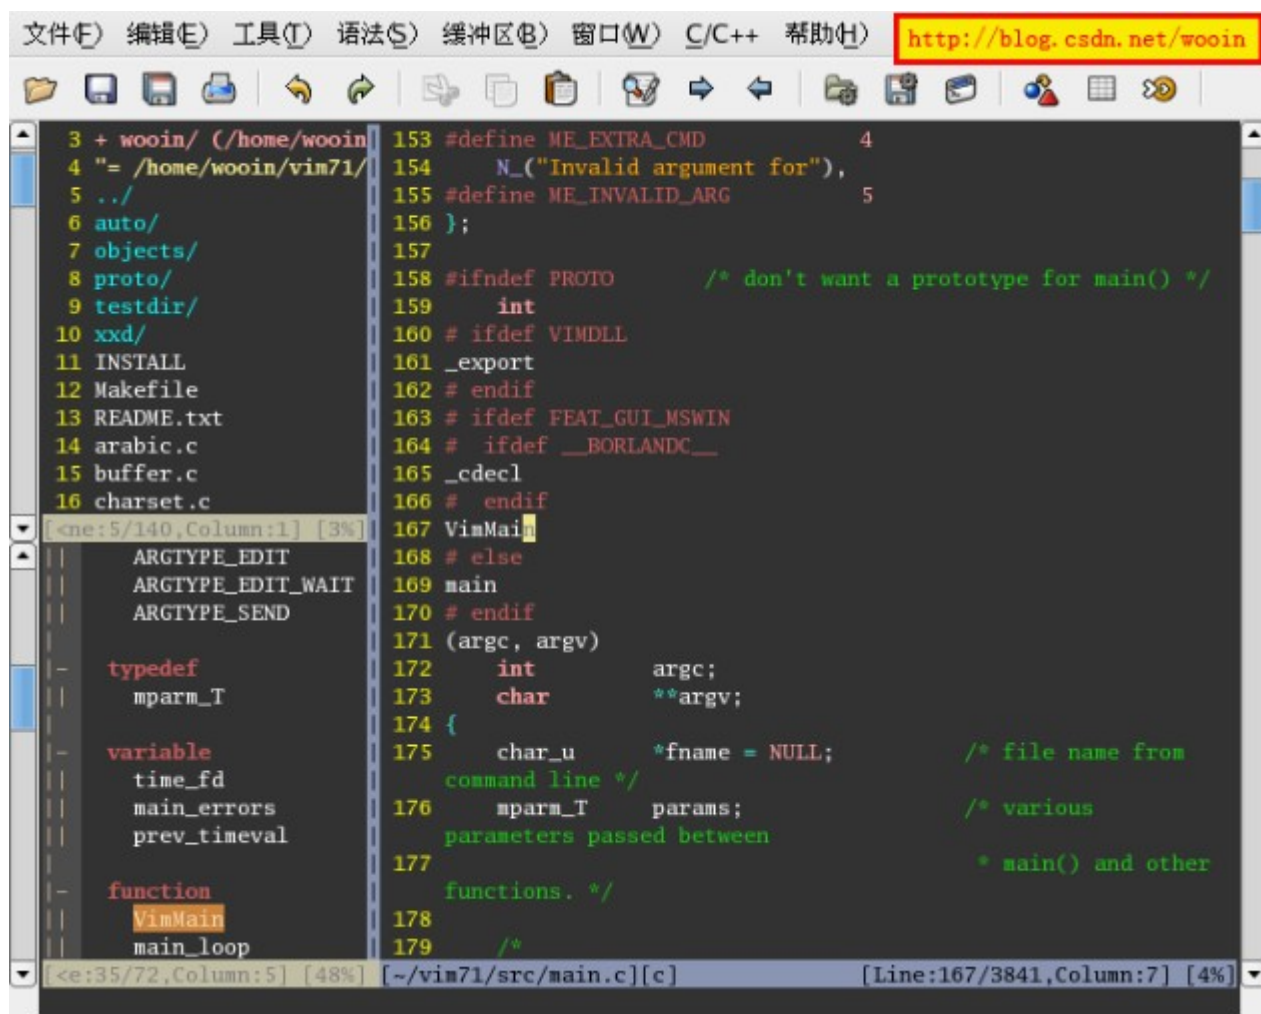 文件(F) 编辑(E) 工具(T) 语法(S) 缓冲区(B) 窗口(W) C/C++ 帮助(H)
http://blog.csdn.net/wooin
3 + wooin/ (/home/wooin
4 "= /home/wooin/vim71/
5 ../
6 auto/
7 objects/
8 proto/
9 testdir/
10 xxd/
11 INSTALL
12 Makefile
13 README.txt
14 arabic.c
15 buffer.c
16 charset.c
[<ne:5/140,Column:1] [3%]
|| ARGTYPE_EDIT
|| ARGTYPE_EDIT_WAIT
|| ARGTYPE_SEND
|
|- typedef
|| mparm_T
|
|- variable
|| time_fd
|| main_errors
|| prev_timeval
|
|- function
|| VimMain
|| main_loop
[<e:35/72,Column:5] [48%]
153 #define ME_EXTRA_CMD 4
154 N_("Invalid argument for"),
155 #define ME_INVALID_ARG 5
156 };
157
158 #ifndef PROTO /* don't want a prototype for main() */
159 int
160 # ifdef VIMDLL
161 _export
162 # endif
163 # ifdef FEAT_GUI_MSWIN
164 # ifdef __BORLANDC__
165 _cdecl
166 # endif
167 VimMain
168 # else
169 main
170 # endif
171 (argc, argv)
172 int argc;
173 char **argv;
174 {
175 char_u *fname = NULL; /* file name from
command line */
176 mparm_T params; /* various
parameters passed between
177 * main() and other
functions. */
178
179 /*
[~/vim71/src/main.c][c] [Line:167/3841,Column:7] [4%]